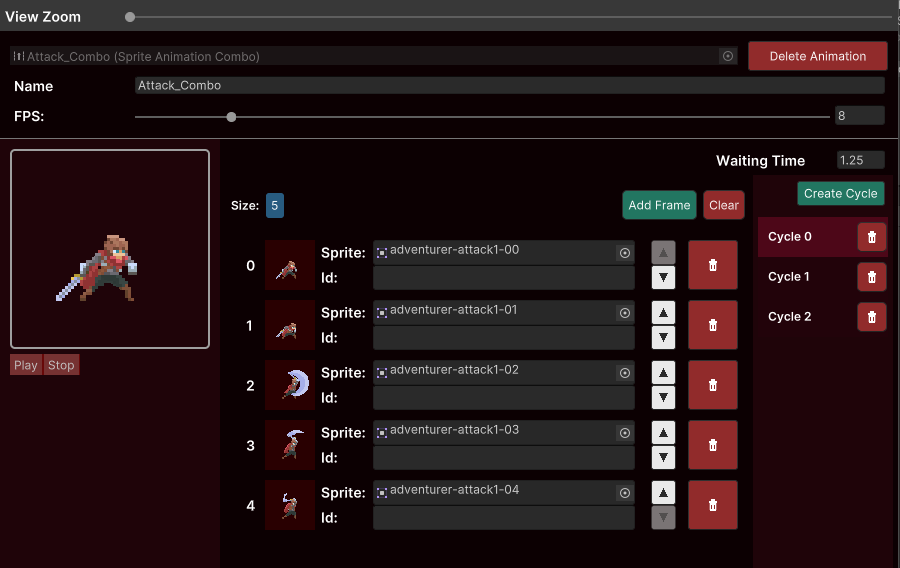 View Zoom
Attack_Combo (Sprite Animation Combo)
Delete Animation
Name
Attack_Combo
FPS:
8
Waiting Time
1.25
Size: 5
Add Frame
Clear
Create Cycle
0
Sprite:
adventurer-attack1-00
Id:
1
Sprite:
adventurer-attack1-01
Id:
2
Sprite:
adventurer-attack1-02
Id:
3
Sprite:
adventurer-attack1-03
Id:
4
Sprite:
adventurer-attack1-04
Id:
Cycle 0
Cycle 1
Cycle 2
Play
Stop